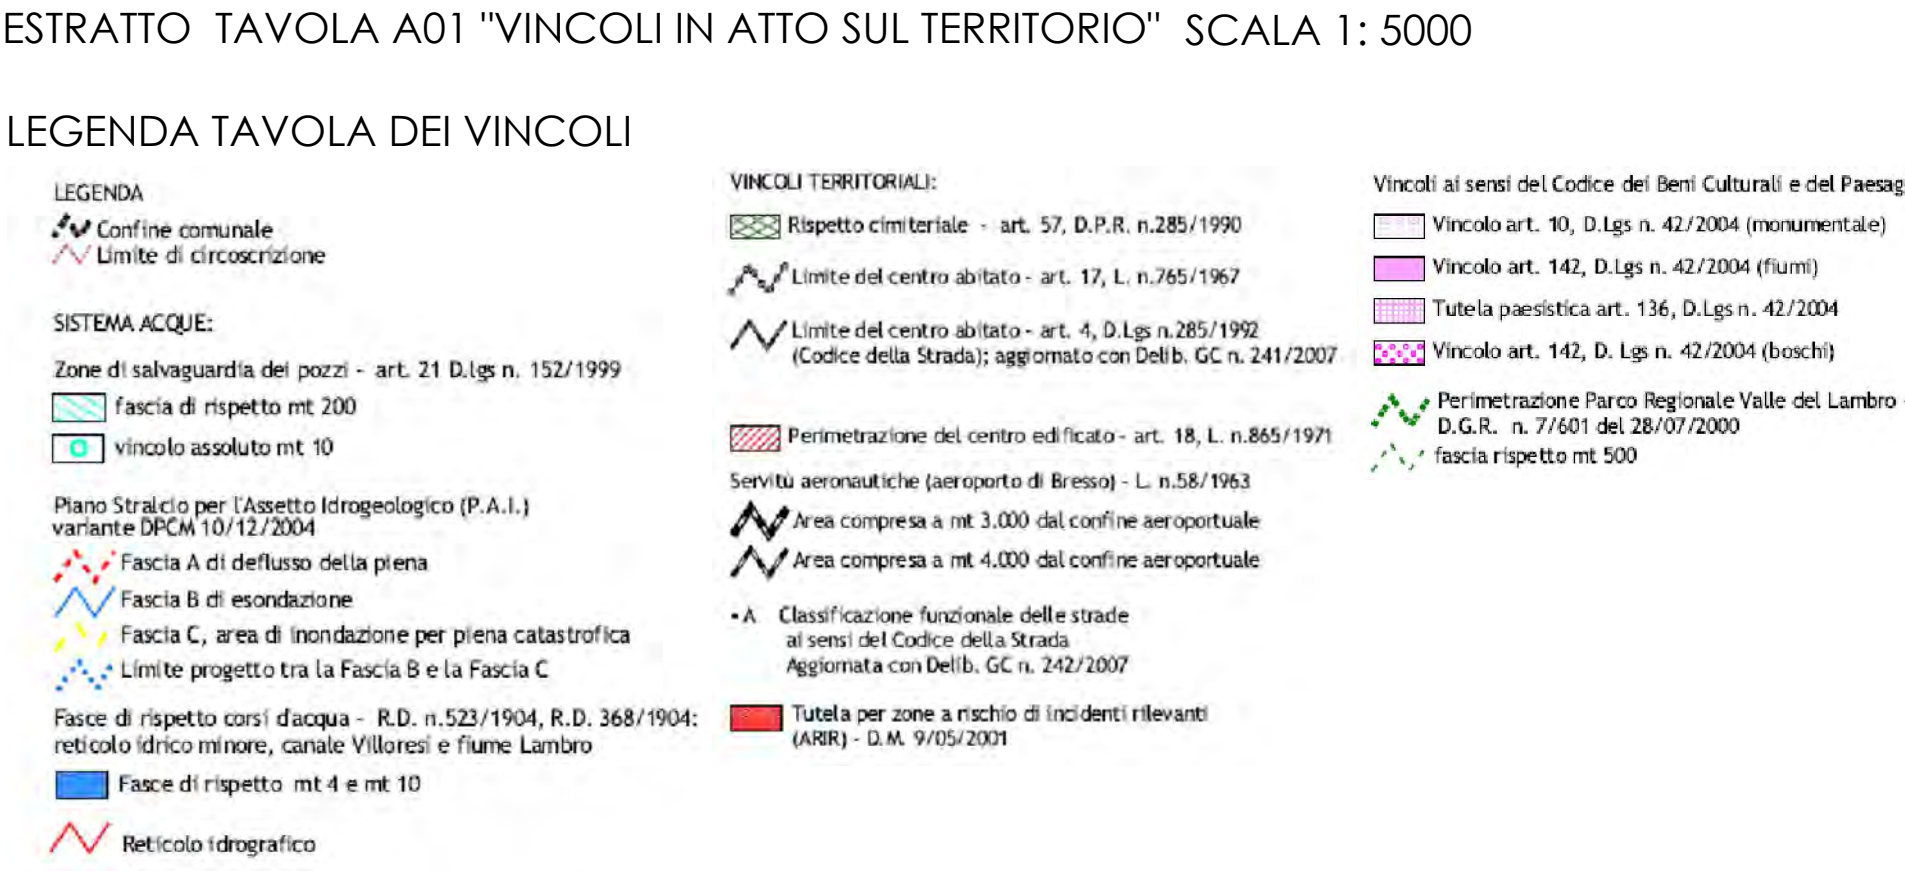 ESTRATTO TAVOLA A01 "VINCOLI IN ATTO SUL TERRITORIO" SCALA 1: 5000
LEGENDA TAVOLA DEI VINCOLI
LEGENDA
Confine comunale
Limite di circoscrizione
SISTEMA ACQUE:
Zone di salvaguardia dei pozzi - art. 21 D.lgs n. 152/1999
fascia di rispetto mt 200
vincolo assoluto mt 10
Piano Stralcio per l'Assetto Idrogeologico (P.A.I.)
variante DPCM 10/12/2004
Fascia A di deflusso della piena
Fascia B di esondazione
Fascia C, area di inondazione per piena catastrofica
Limite progetto tra la Fascia B e la Fascia C
Fasce di rispetto corsi d'acqua - R.D. n.523/1904, R.D. 368/1904:
reticolo idrico minore, canale Villoresi e fiume Lambro
Fasce di rispetto mt 4 e mt 10
Reticolo idrografico
VINCOLI TERRITORIALI:
Rispetto cimiteriale - art. 57, D.P.R. n.285/1990
Limite del centro abitato - art. 17, L. n.765/1967
Limite del centro abitato - art. 4, D.Lgs n.285/1992
(Codice della Strada); aggiornato con Delib. GC n. 241/2007
Perimetrazione del centro edificato - art. 18, L. n.865/1971
Servitù aeronautiche (aeroporto di Bresso) - L. n.58/1963
Area compresa a mt 3.000 dal confine aeroportuale
Area compresa a mt 4.000 dal confine aeroportuale
• A Classificazione funzionale delle strade
ai sensi del Codice della Strada
Aggiornata con Delib. GC n. 242/2007
Tutela per zone a rischio di incidenti rilevanti
(ARIR) - D.M. 9/05/2001
Vincoli ai sensi del Codice dei Beni Culturali e del Paesag
Vincolo art. 10, D.Lgs n. 42/2004 (monumentale)
Vincolo art. 142, D.Lgs n. 42/2004 (fiumi)
Tutela paesistica art. 136, D.Lgs n. 42/2004
Vincolo art. 142, D. Lgs n. 42/2004 (boschi)
Perimetrazione Parco Regionale Valle del Lambro -
D.G.R. n. 7/601 del 28/07/2000
fascia rispetto mt 500